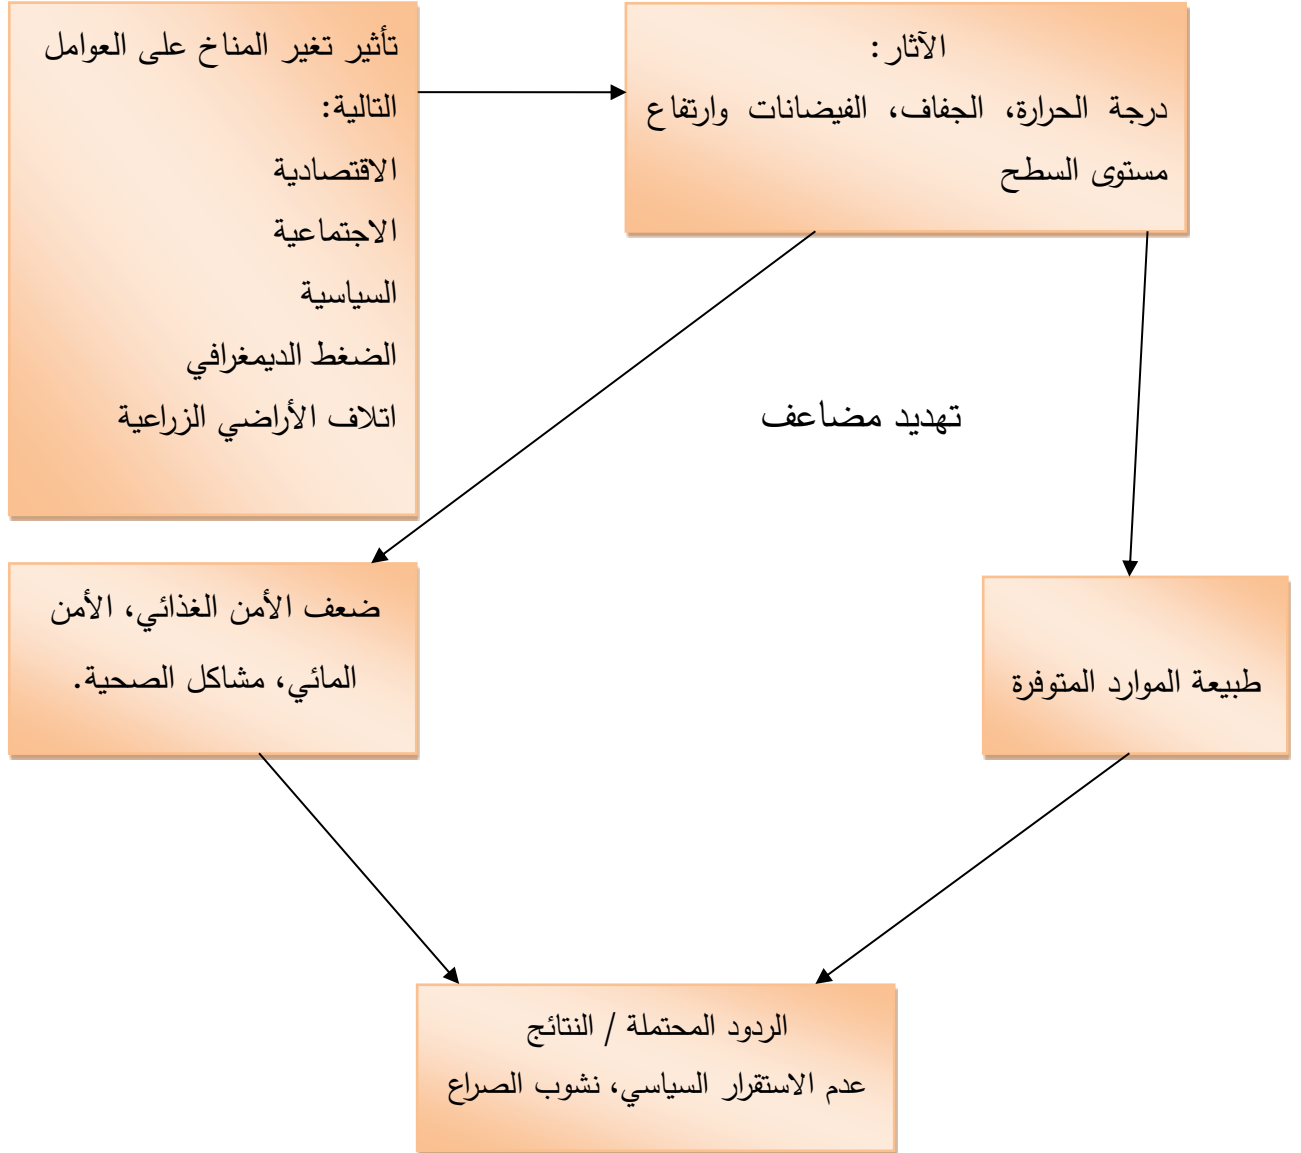 تأثير تغير المناخ على العوامل
التالية:
الاقتصادية
الاجتماعية
السياسية
الضغط الديمغرافي
اتلاف الأراضي الزراعية
الآثار:
درجة الحرارة، الجفاف، الفيضانات وارتفاع
مستوى السطح
تهديد مضاعف
ضعف الأمن الغذائي، الأمن
المائي، مشاكل الصحية.
طبيعة الموارد المتوفرة
الردود المحتملة / النتائج
عدم الاستقرار السياسي، نشوب الصراع